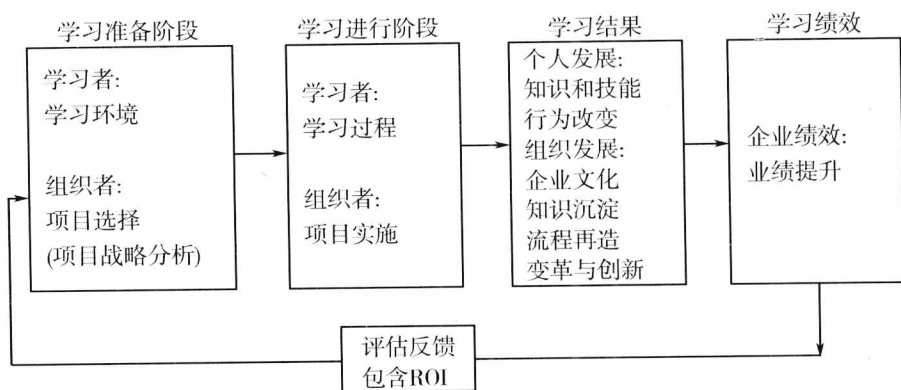 学习准备阶段
学习者:
学习环境
组织者:
项目选择
(项目战略分析)
学习进行阶段
学习者:
学习过程
组织者:
项目实施
学习结果
个人发展:
知识和技能
行为改变
组织发展:
企业文化
知识沉淀
流程再造
变革与创新
学习绩效
企业绩效:
业绩提升
评估反馈
包含ROI